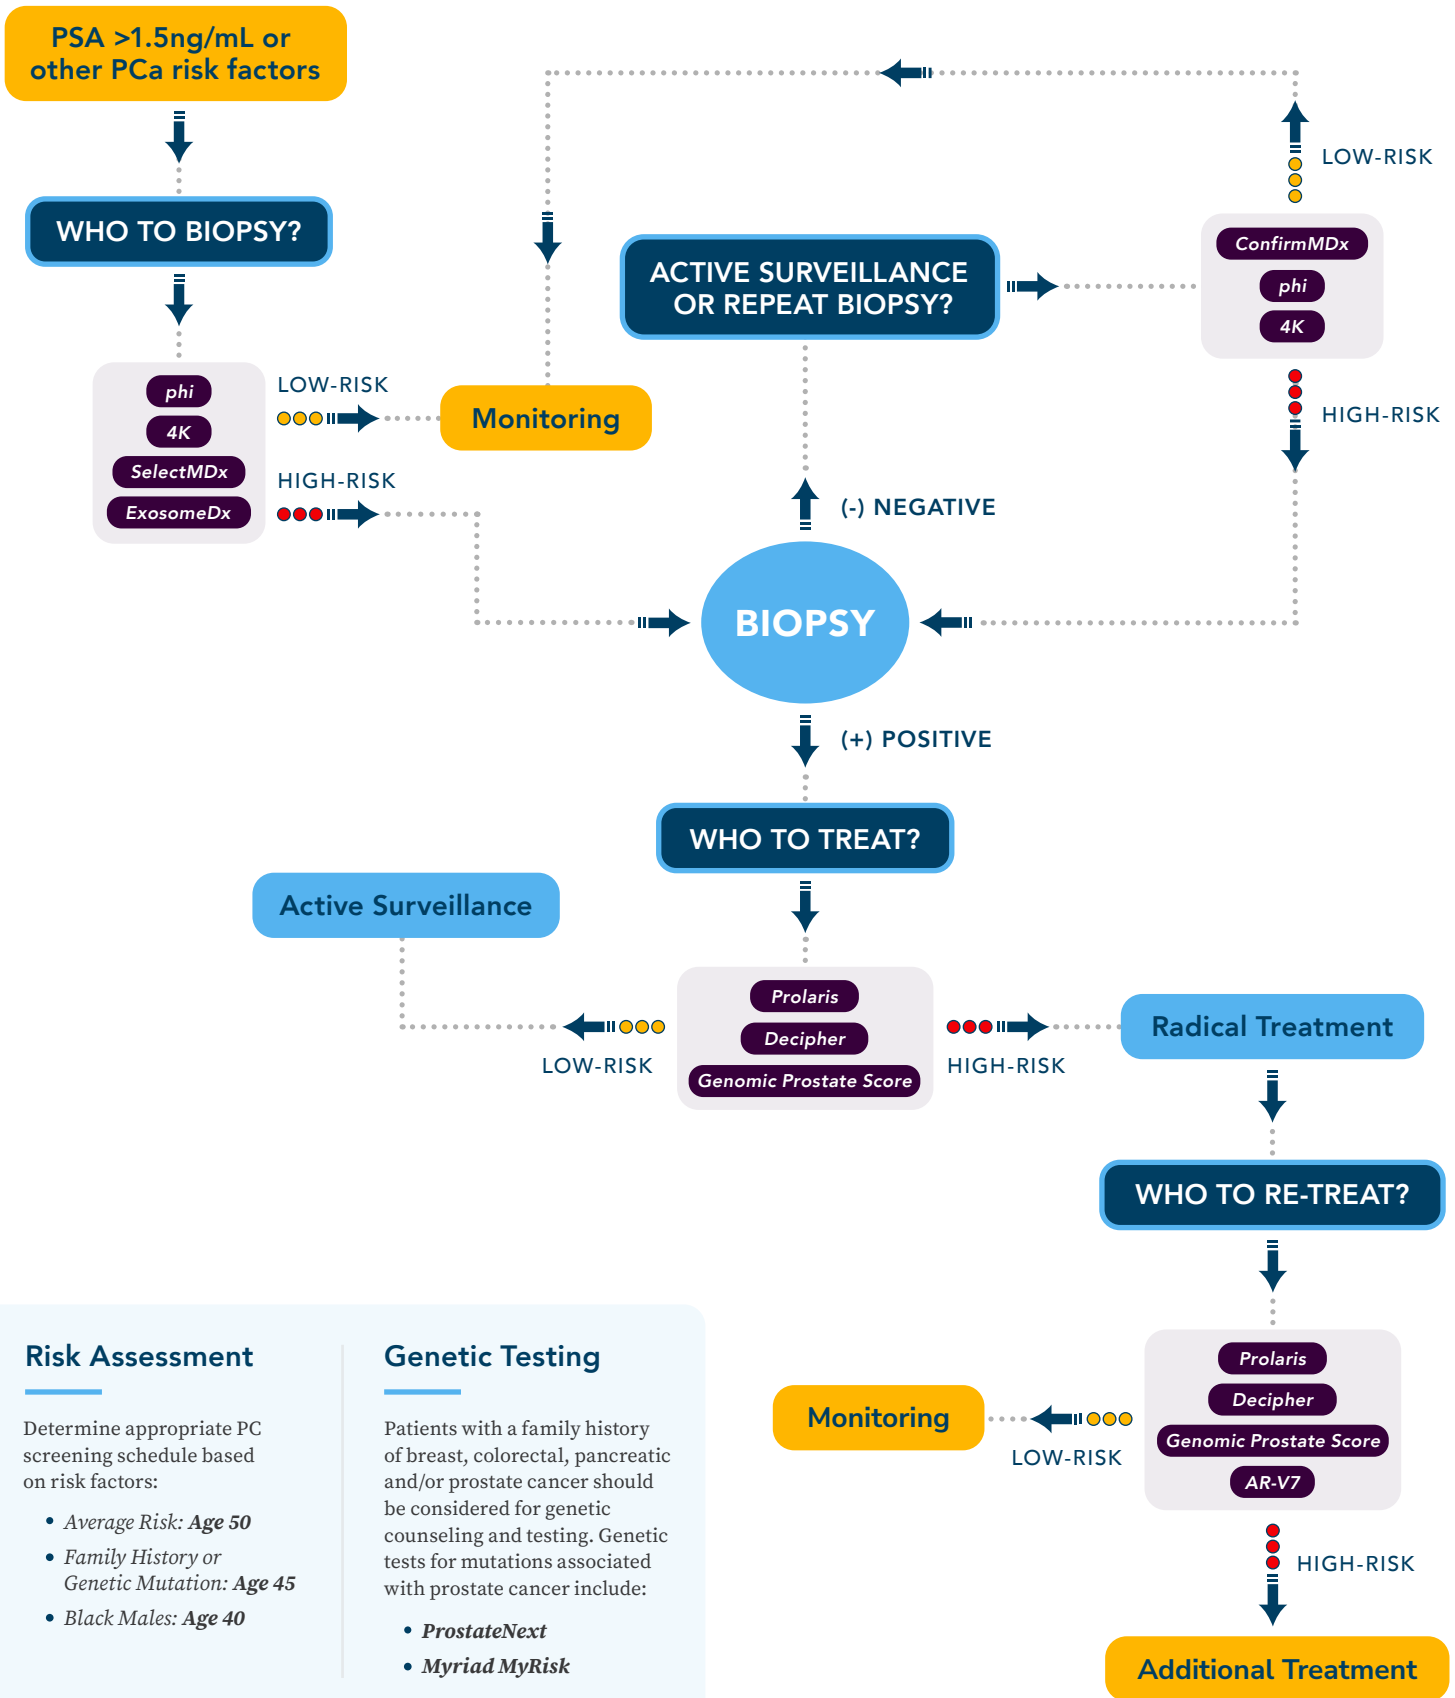 PSA >1.5ng/mL or
other PCa risk factors
WHO TO BIOPSY?
phi
4K
SelectMDx
ExosomeDx
LOW-RISK
HIGH-RISK
Monitoring
ACTIVE SURVEILLANCE
OR REPEAT BIOPSY?
ConfirmMDx
phi
4K
LOW-RISK
HIGH-RISK
(-) NEGATIVE
BIOPSY
(+) POSITIVE
WHO TO TREAT?
Active Surveillance
Prolaris
Decipher
Genomic Prostate Score
LOW-RISK
HIGH-RISK
Radical Treatment
WHO TO RE-TREAT?
Prolaris
Decipher
Genomic Prostate Score
AR-V7
Monitoring
LOW-RISK
HIGH-RISK
Additional Treatment
Risk Assessment
Determine appropriate PC
screening schedule based
on risk factors:
• Average Risk: Age 50
• Family History or
Genetic Mutation: Age 45
• Black Males: Age 40
Genetic Testing
Patients with a family history
of breast, colorectal, pancreatic
and/or prostate cancer should
be considered for genetic
counseling and testing. Genetic
tests for mutations associated
with prostate cancer include:
• ProstateNext
• Myriad MyRisk